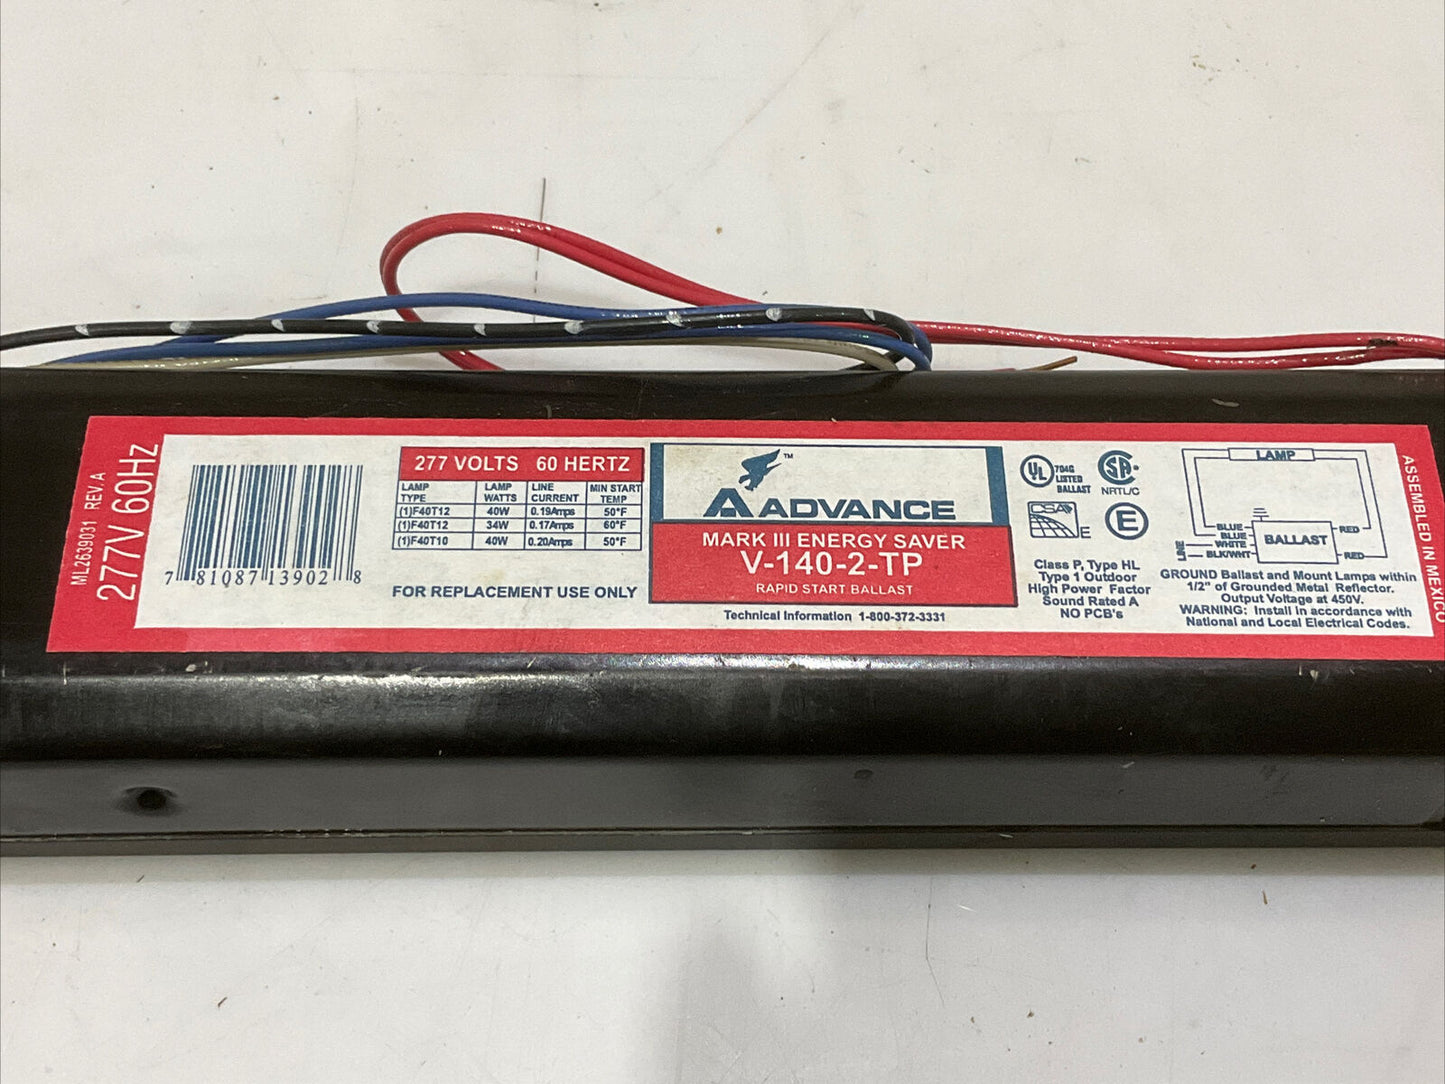 ML2639031 REV. A
277V 60Hz
7 81087 13902 8
277 VOLTS 60 HERTZ
LAMP TYPE LAMP WATTS LINE CURRENT MIN START TEMP
(1)F40T12 40W 0.19Amps 50°F
(1)F40T12 34W 0.17Amps 60°F
(1)F40T10 40W 0.20Amps 50°F
FOR REPLACEMENT USE ONLY
TM
A ADVANCE
MARK III ENERGY SAVER
V-140-2-TP
RAPID START BALLAST
Technical Information 1-800-372-3331
UL 704G
LISTED
BALLAST
SA
NRTL/C
CSA
E
E
Class P, Type HL
Type 1 Outdoor
High Power Factor
Sound Rated A
NO PCB's
LAMP
LINE
BLUE
BLUE
WHITE
BLK/WHT
BALLAST
RED
RED
GROUND Ballast and Mount Lamps within
1/2" of Grounded Metal Reflector.
Output Voltage at 450V.
WARNING: Install in accordance with
National and Local Electrical Codes.
ASSEMBLED IN MEXICO